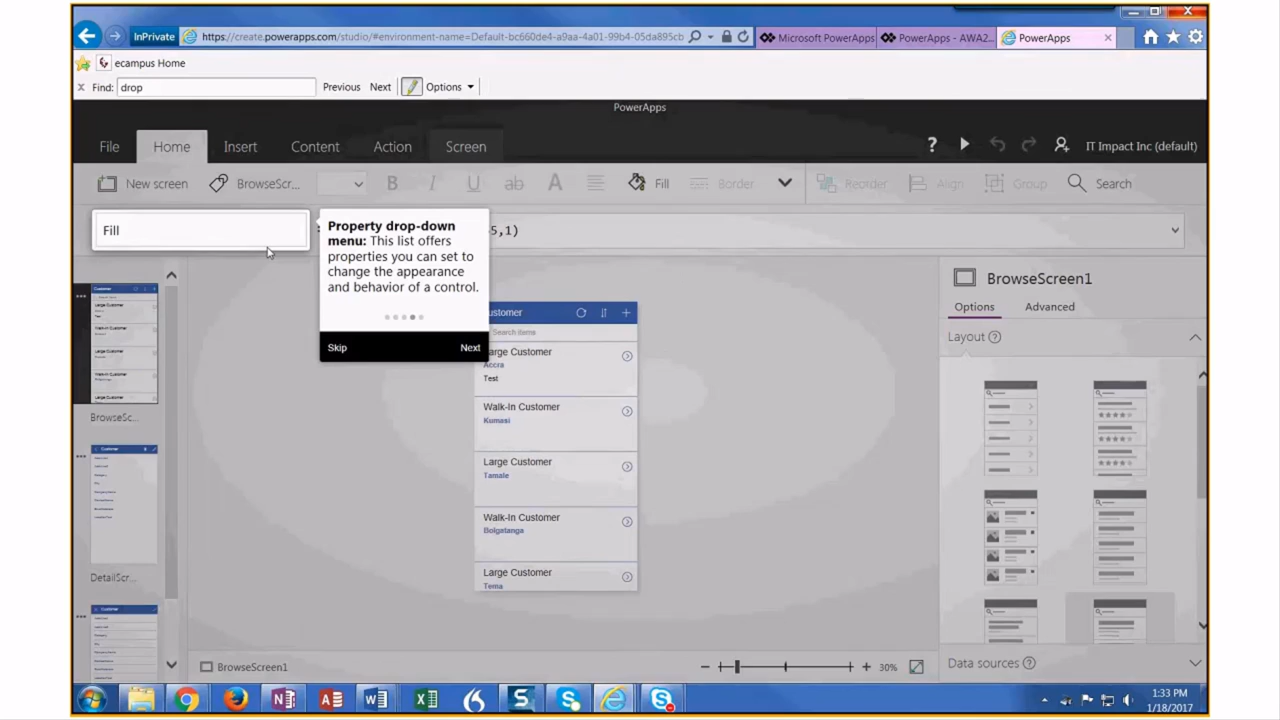 InPrivate
https://create.powerapps.com/studio/#environment-name=Default-bc660de4-a9aa-4a01-99b4-05da895cb
Microsoft PowerApps
PowerApps - AWA2...
PowerApps
ecampus Home
x Find: drop Previous Next Options
PowerApps
File Home Insert Content Action Screen
? IT Impact Inc (default)
New screen BrowseScr... B I U ab A Fill Border Reorder Align Group Search
Fill
5,1)
Property drop-down
menu: This list offers
properties you can set to
change the appearance
and behavior of a control.
Skip Next
BrowseSc...
DetailScr...
ustomer
Search items
arge Customer
Accra
Test
Walk-In Customer
Kumasi
Large Customer
Tamale
Walk-In Customer
Bolgatanga
Large Customer
Tema
BrowseScreen1
Options Advanced
Layout ?
Data sources ?
BrowseScreen1
30%
1:33 PM
1/18/2017